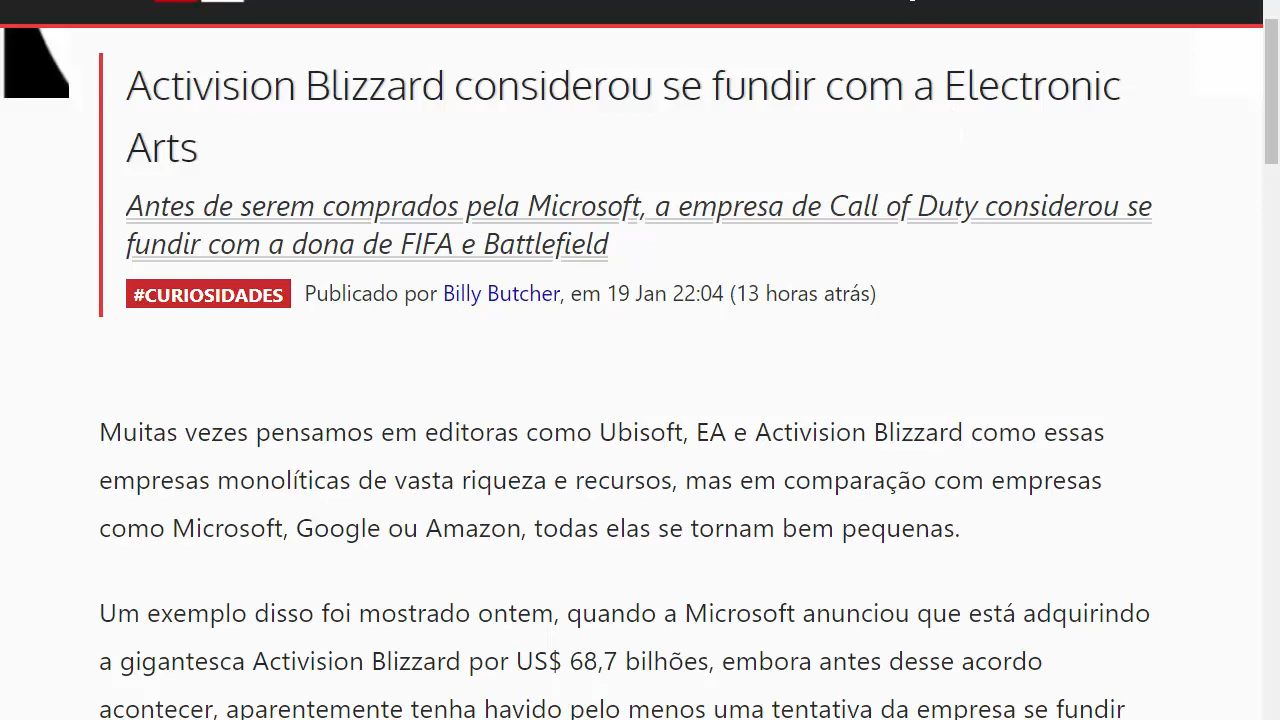 Activision Blizzard considerou se fundir com a Electronic
Arts
Antes de serem comprados pela Microsoft, a empresa de Call of Duty considerou se
fundir com a dona de FIFA e Battlefield
#CURIOSIDADES Publicado por Billy Butcher, em 19 Jan 22:04 (13 horas atrás)
Muitas vezes pensamos em editoras como Ubisoft, EA e Activision Blizzard como essas
empresas monolíticas de vasta riqueza e recursos, mas em comparação com empresas
como Microsoft, Google ou Amazon, todas elas se tornam bem pequenas.
Um exemplo disso foi mostrado ontem, quando a Microsoft anunciou que está adquirindo
a gigantesca Activision Blizzard por US$ 68,7 bilhões, embora antes desse acordo
acontecer, aparentemente tenha havido pelo menos uma tentativa da empresa se fundir